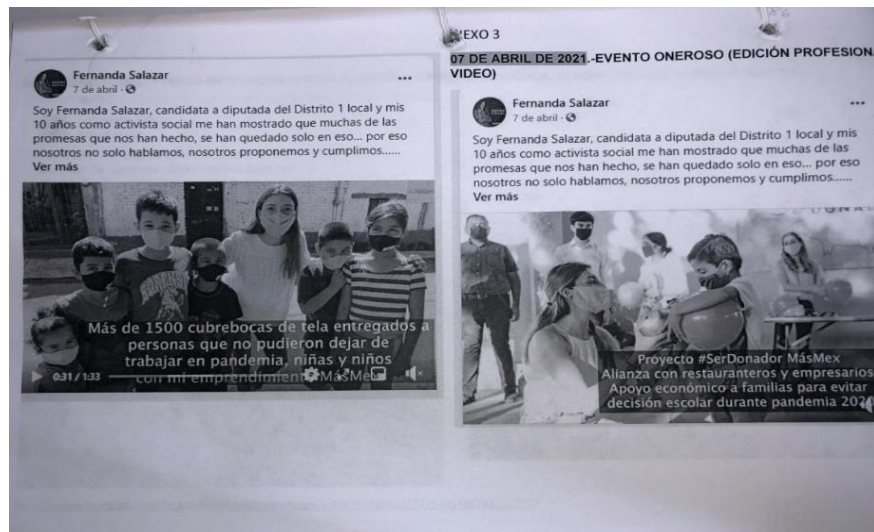 Fernanda Salazar
7 de abril ·
Soy Fernanda Salazar, candidata a diputada del Distrito 1 local y mis
10 años como activista social me han mostrado que muchas de las
promesas que nos han hecho, se han quedado solo en eso... por eso
nosotros no solo hablamos, nosotros proponemos y cumplimos......
Ver más
Más de 1500 cubrebocas de tela entregados a
personas que no pudieron dejar de
trabajar en pandemia, niñas y niños
con mi emprendimiento #MásMex
0:31 / 1:33
EXO 3
07 DE ABRIL DE 2021.-EVENTO ONEROSO (EDICIÓN PROFESION
VIDEO)
Fernanda Salazar
7 de abril ·
Soy Fernanda Salazar, candidata a diputada del Distrito 1 local y mis
10 años como activista social me han mostrado que muchas de las
promesas que nos han hecho, se han quedado solo en eso... por eso
nosotros no solo hablamos, nosotros proponemos y cumplimos......
Ver más
Proyecto #SerDonador MásMex
Alianza con restauranteros y empresarios
Apoyo económico a familias para evitar
decisión escolar durante pandemia 2020